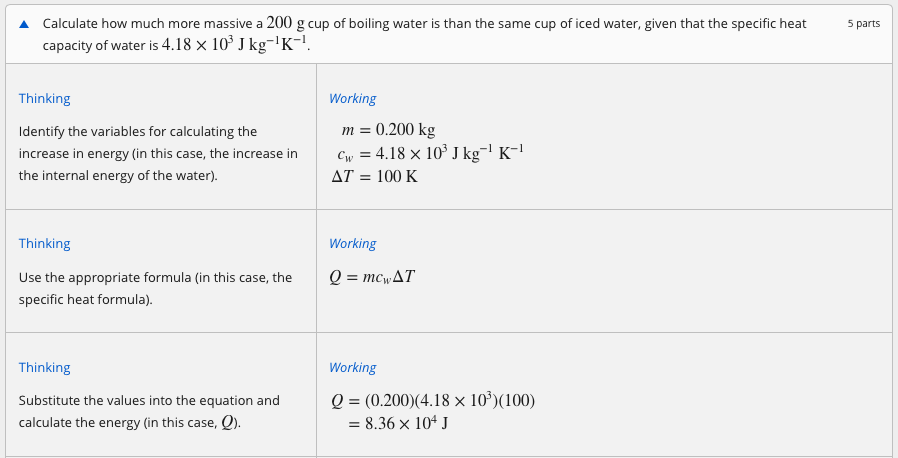 ▲ Calculate how much more massive a 200 g cup of boiling water is than the same cup of iced water, given that the specific heat 5 parts
capacity of water is 4.18 × 10³ J kg⁻¹K⁻¹.
Thinking
Identify the variables for calculating the
increase in energy (in this case, the increase in
the internal energy of the water).
Working
m = 0.200 kg
c_w = 4.18 × 10³ J kg⁻¹ K⁻¹
ΔT = 100 K
Thinking
Use the appropriate formula (in this case, the
specific heat formula).
Working
Q = mc_wΔT
Thinking
Substitute the values into the equation and
calculate the energy (in this case, Q).
Working
Q = (0.200)(4.18 × 10³)(100)
= 8.36 × 10⁴ J